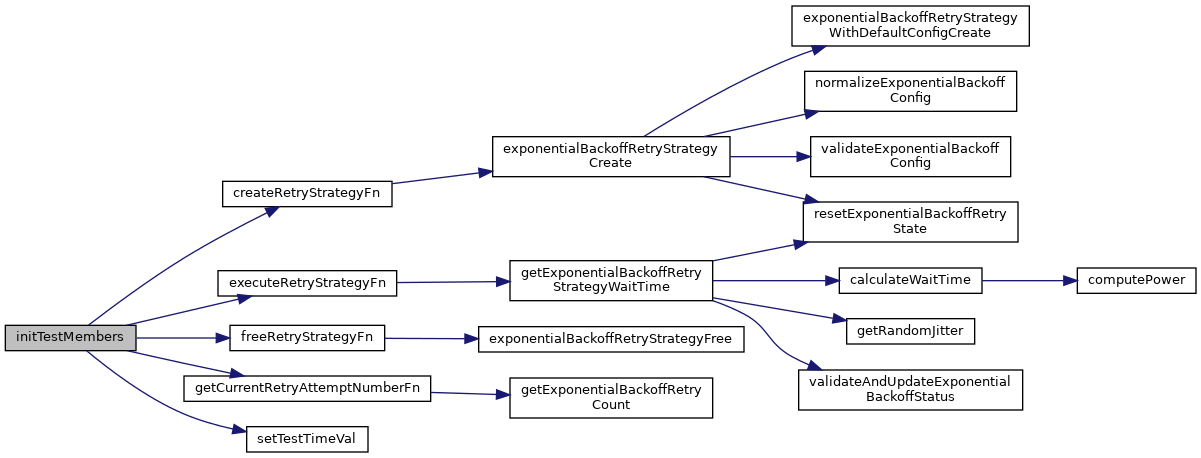 initTestMembers
createRetryStrategyFn
executeRetryStrategyFn
freeRetryStrategyFn
getCurrentRetryAttemptNumberFn
setTestTimeVal
exponentialBackoffRetryStrategy
Create
getExponentialBackoffRetry
StrategyWaitTime
exponentialBackoffRetryStrategyFree
getExponentialBackoffRetry
Count
exponentialBackoffRetryStrategy
WithDefaultConfigCreate
normalizeExponentialBackoff
Config
validateExponentialBackoff
Config
resetExponentialBackoffRetry
State
calculateWaitTime
getRandomJitter
validateAndUpdateExponential
BackoffStatus
computePower